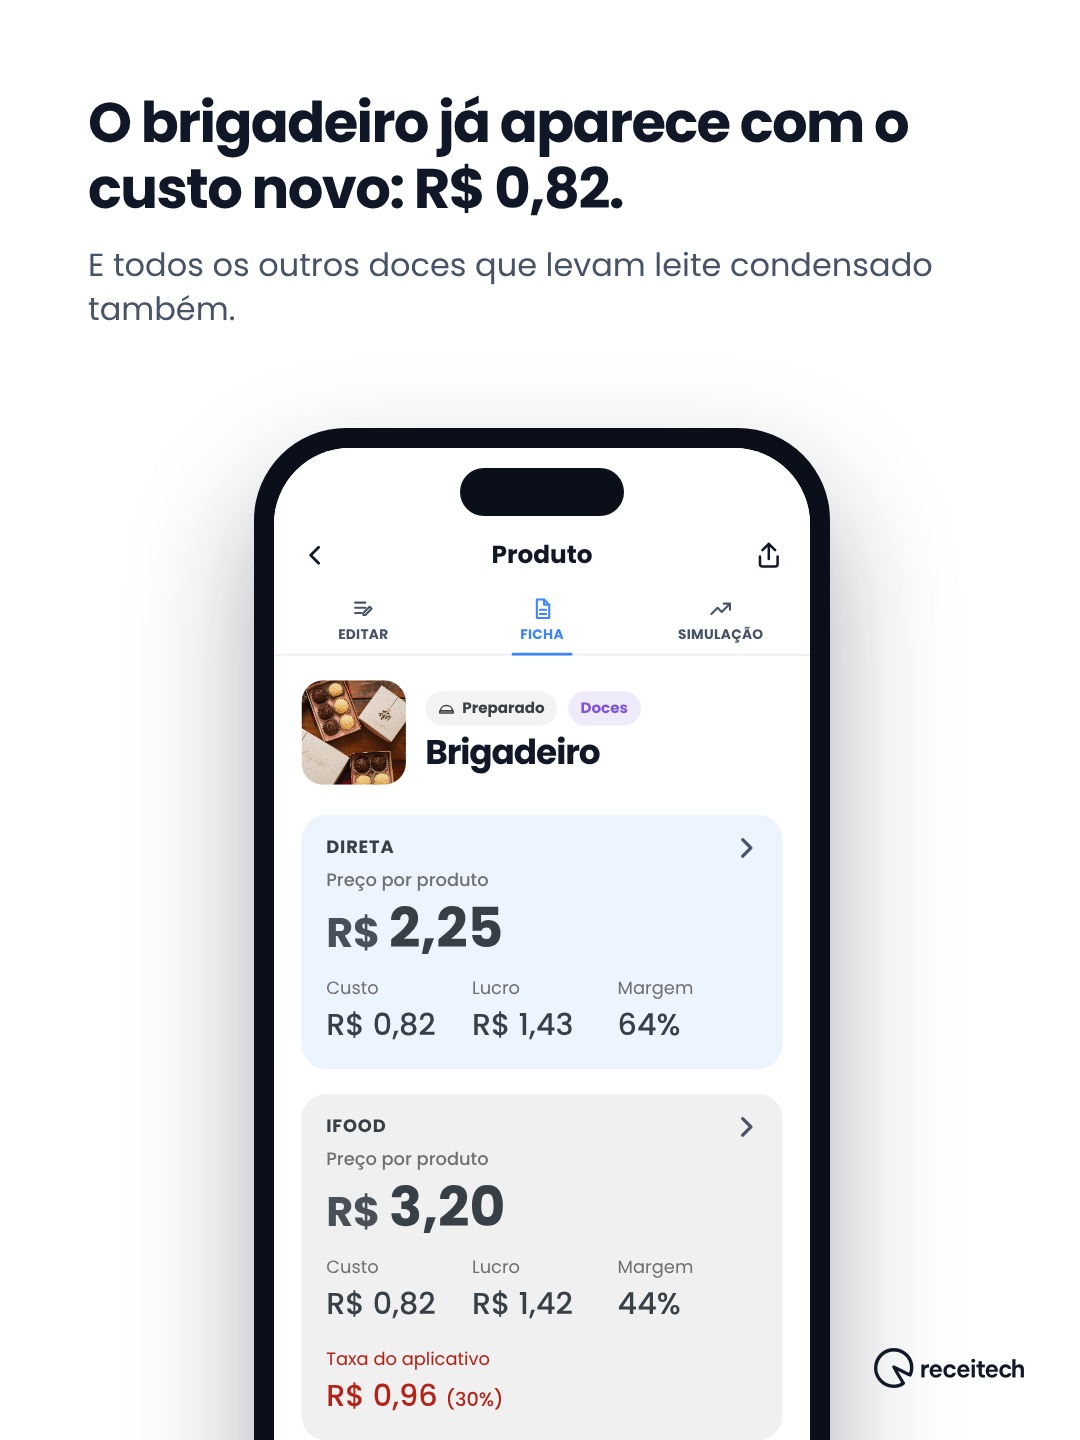 O brigadeiro já aparece com o
custo novo: R$ 0,82.
E todos os outros doces que levam leite condensado
também.
Produto
EDITAR
FICHA
SIMULAÇÃO
Preparado
Doces
Brigadeiro
DIRETA
Preço por produto
R$ 2,25
Custo
Lucro
Margem
R$ 0,82
R$ 1,43
64%
IFOOD
Preço por produto
R$ 3,20
Custo
Lucro
Margem
R$ 0,82
R$ 1,42
44%
Taxa do aplicativo
R$ 0,96 (30%)
receitech